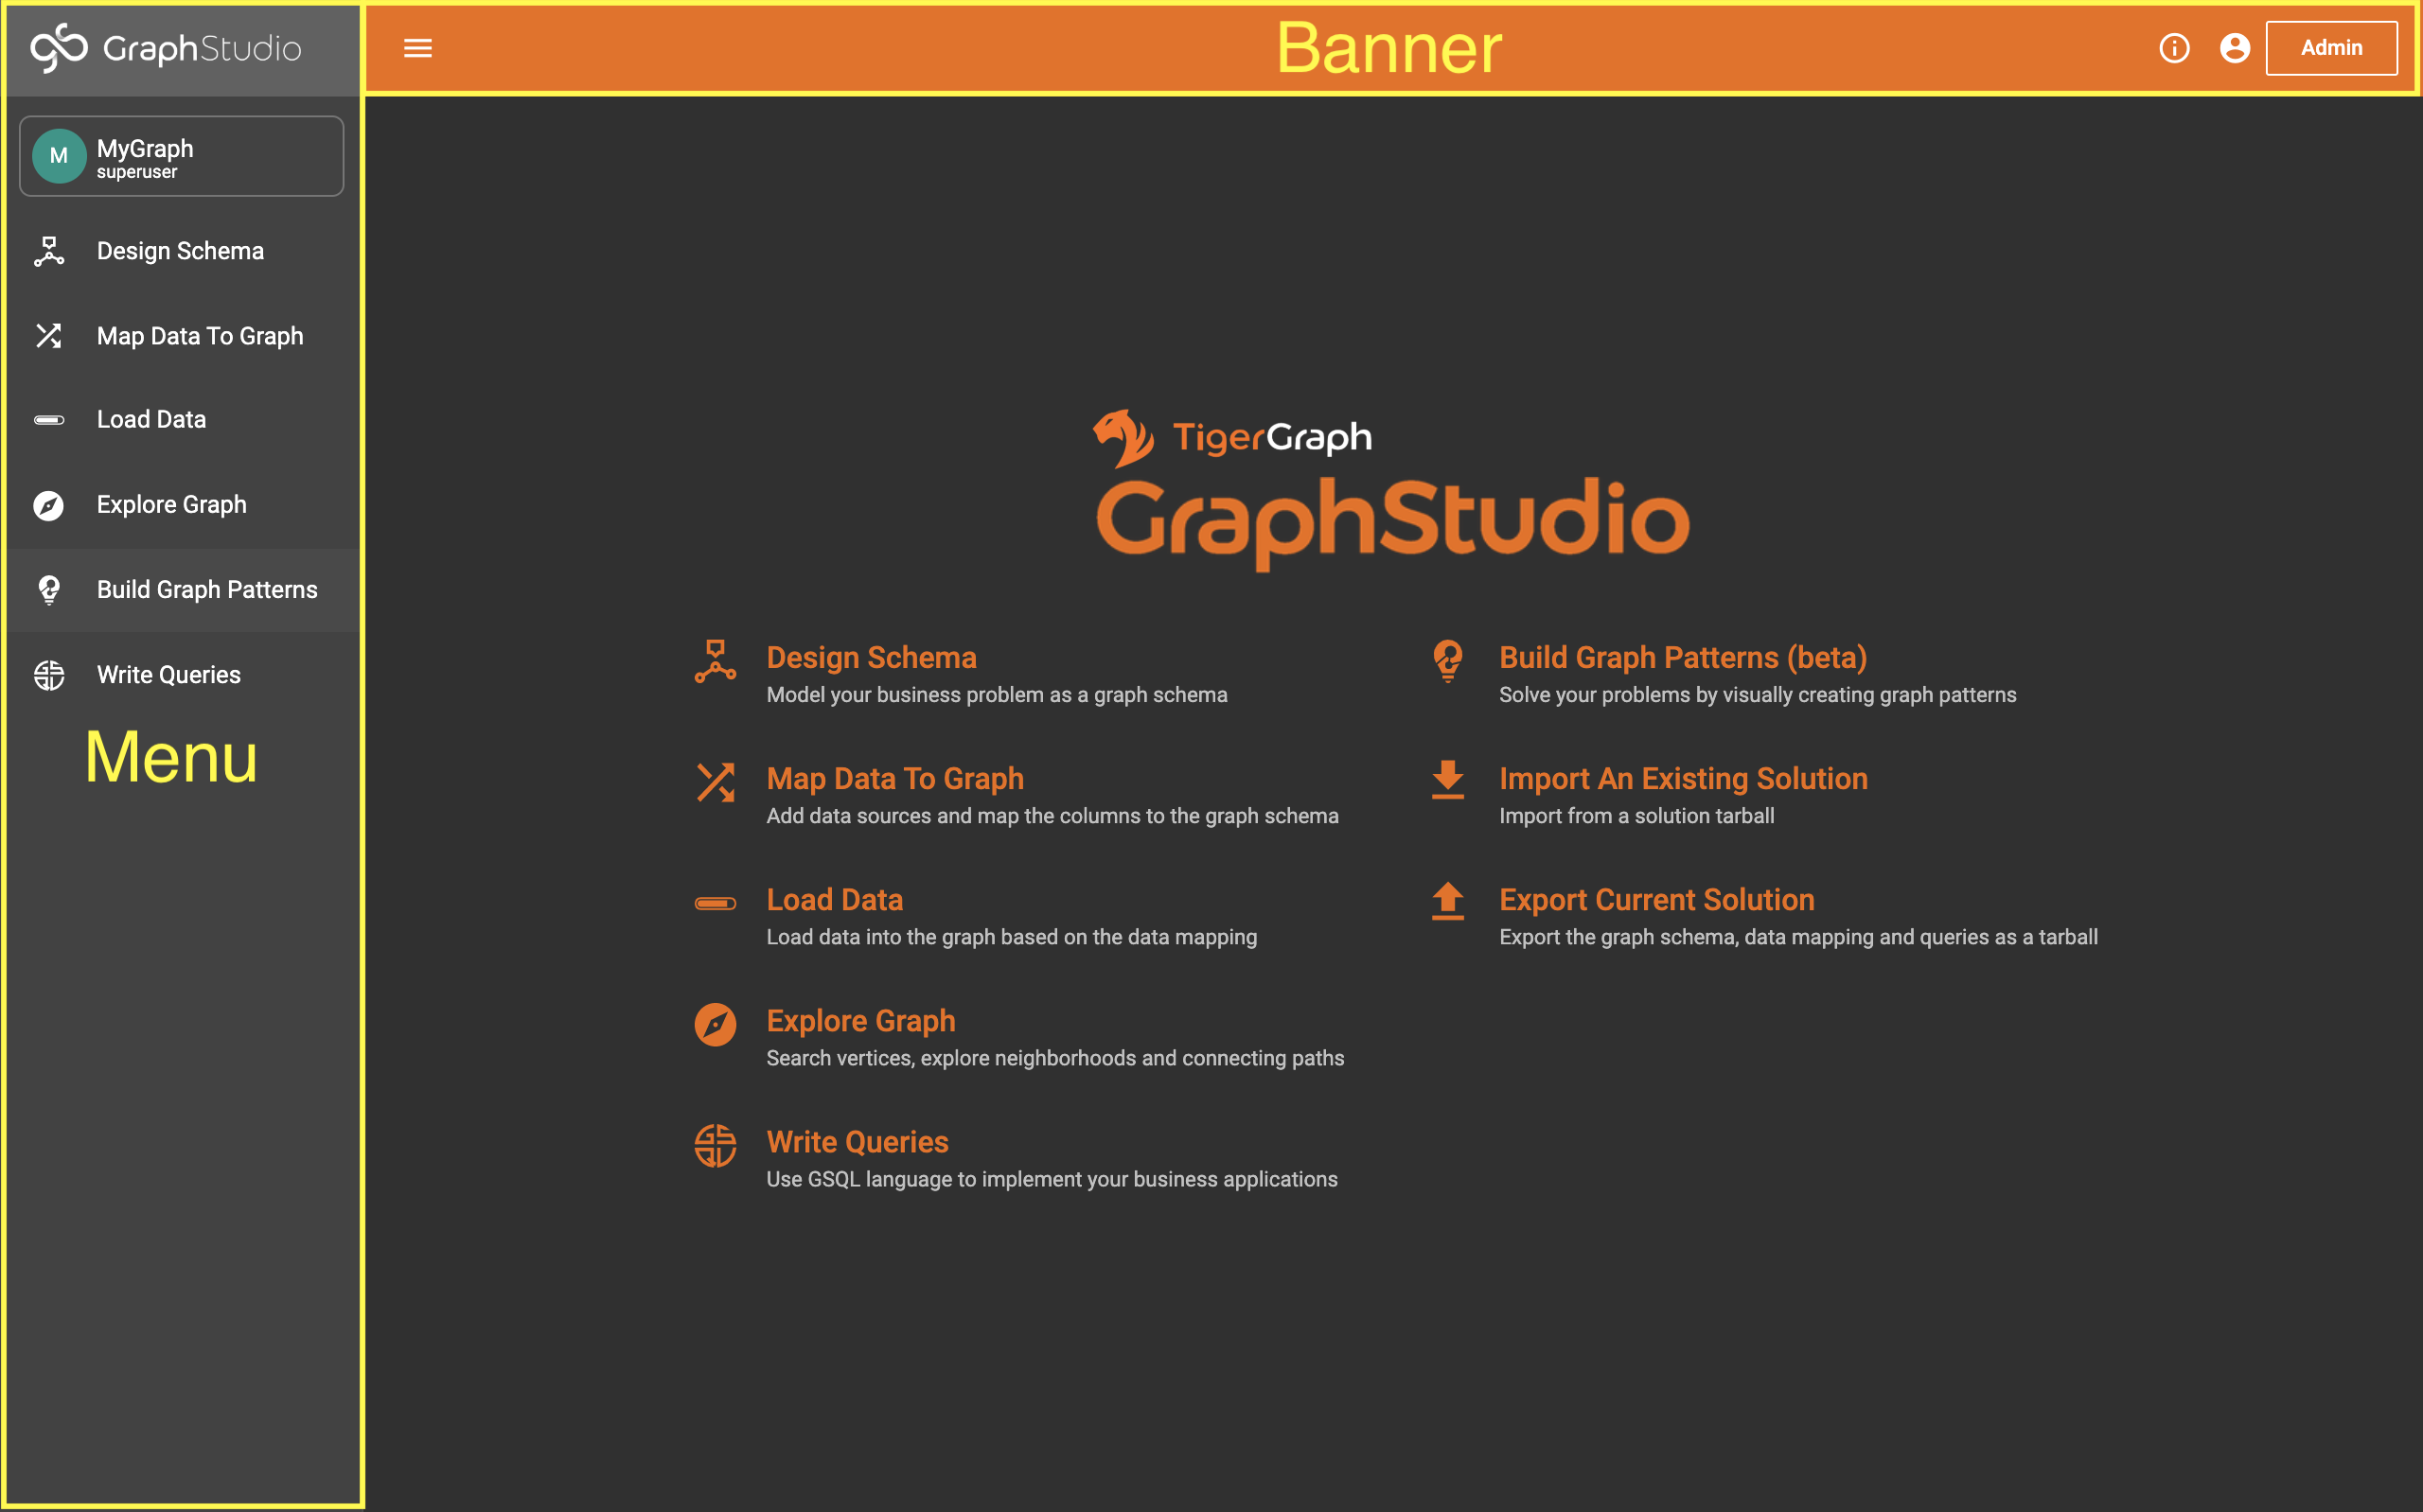 GraphStudio
Banner
Admin
M
MyGraph
superuser
Design Schema
Map Data To Graph
Load Data
Explore Graph
Build Graph Patterns
Write Queries
Menu
TigerGraph
GraphStudio
Design Schema
Model your business problem as a graph schema
Map Data To Graph
Add data sources and map the columns to the graph schema
Load Data
Load data into the graph based on the data mapping
Explore Graph
Search vertices, explore neighborhoods and connecting paths
Write Queries
Use GSQL language to implement your business applications
Build Graph Patterns (beta)
Solve your problems by visually creating graph patterns
Import An Existing Solution
Import from a solution tarball
Export Current Solution
Export the graph schema, data mapping and queries as a tarball